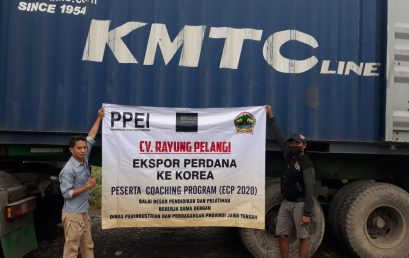 SINCE 1954
KMTC LINE
PPEI
CV. RAYUNG PELANGI
EKSPOR PERDANA
KE KOREA
PESERTA COACHING PROGRAM (ECP 2020)
BALAI BESAR PENDIDIKAN DAN PELATIHAN
BEKERJA SAMA DENGAN
DINAS PERINDUSTRIAN DAN PERDAGANGAN PROVINSI JAWA TENGAH